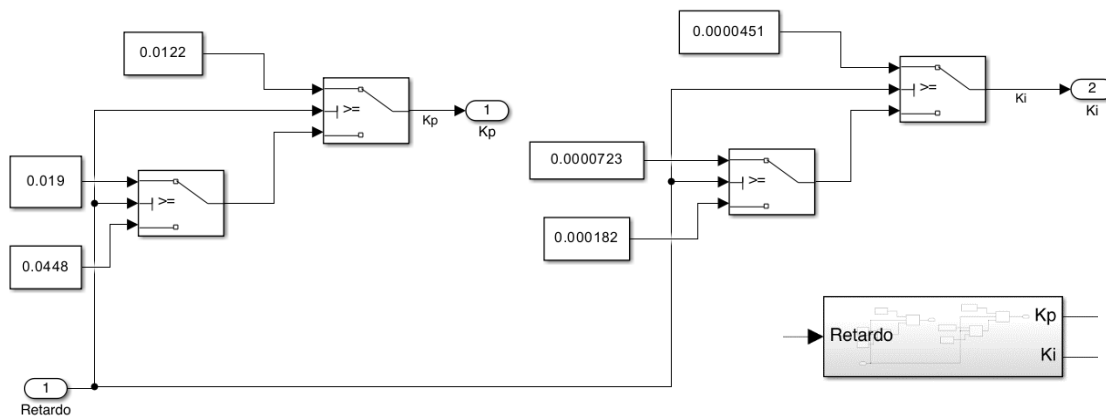 0.0122
>=
Kp
1
Kp
0.019
>=
0.0448
1
Retardo
0.0000451
>=
Ki
2
Ki
0.0000723
>=
0.000182
Retardo
Kp
Ki